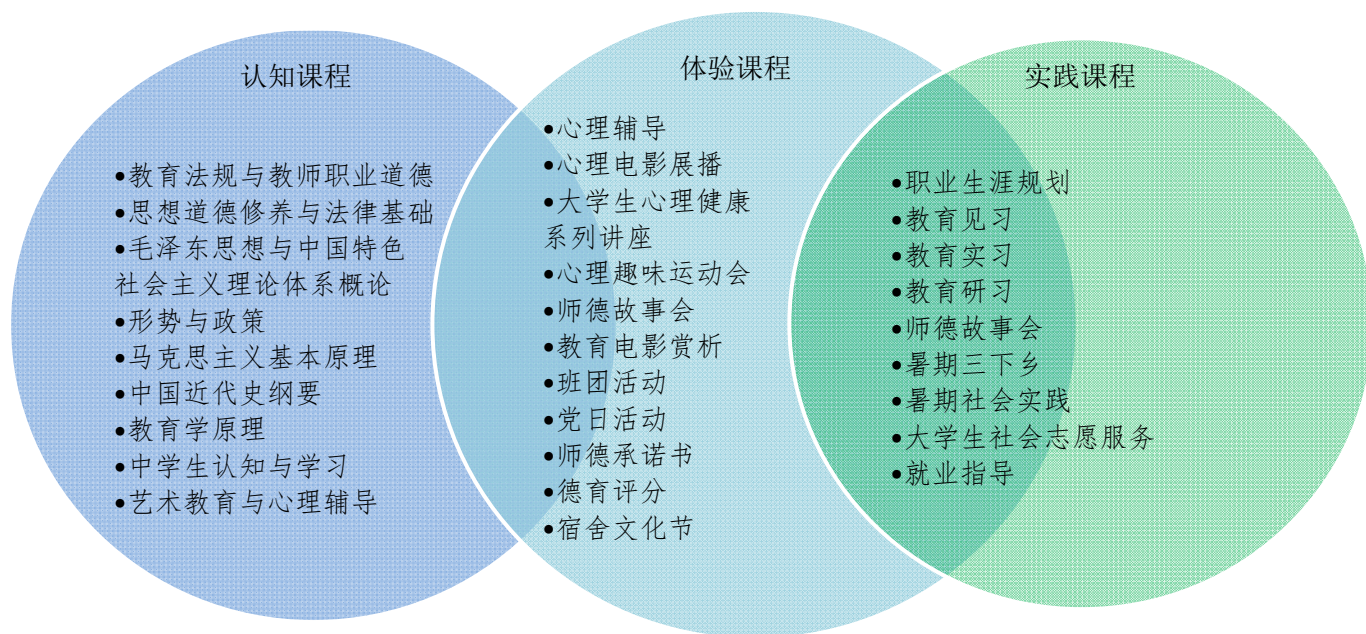 认知课程
•教育法规与教师职业道德
•思想道德修养与法律基础
•毛泽东思想与中国特色
社会主义理论体系概论
•形势与政策
•马克思主义基本原理
•中国近代史纲要
•教育学原理
•中学生认知与学习
•艺术教育与心理辅导
体验课程
•心理辅导
•心理电影展播
•大学生心理健康
系列讲座
•心理趣味运动会
•师德故事会
•教育电影赏析
•班团活动
•党日活动
•师德承诺书
•德育评分
•宿舍文化节
实践课程
•职业生涯规划
•教育见习
•教育实习
•教育研习
•师德故事会
•暑期三下乡
•暑期社会实践
•大学生社会志愿服务
•就业指导